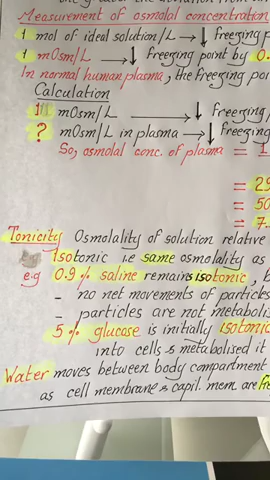 Measurement of osmolal concentration
1 mol of ideal solution/L → ↓ freezing p
1 mOsm/L → ↓ freezing point by 0.
In normal human plasma, the freezing po
Calculation
1 mOsm/L → ↓ freezing
? mOsm/L in plasma → ↓ freezing
So, osmolal conc. of plasma = 1
= 29
= 50
= 7.
Tonicity Osmolality of solution relative
Isotonic i.e same osmolality as
e.g 0.9% saline remains isotonic, b
- no net movements of particles
- particles are not metaboli
5% glucose is initially isotonic
into cells & metabolised it
Water moves between body compartment
as cell membrane & capil. mem. are fre